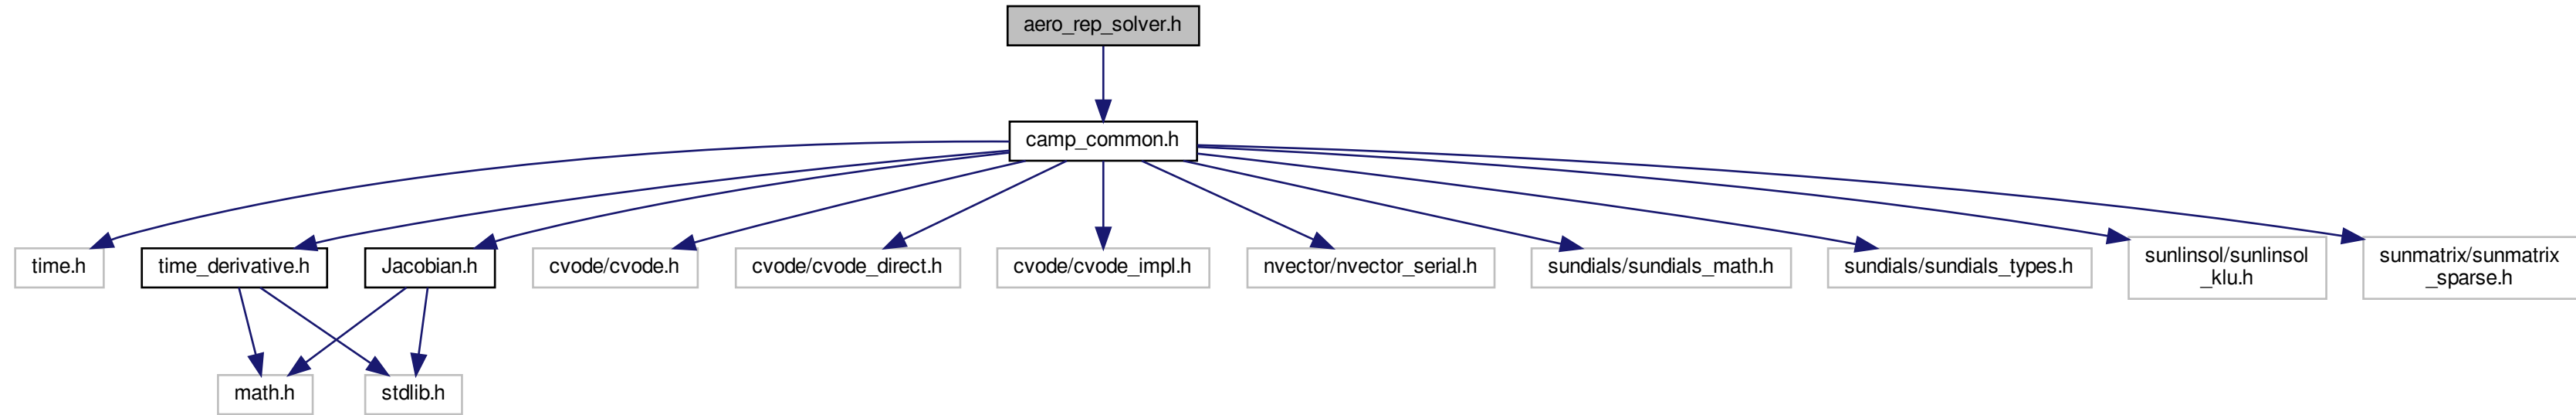 aero_rep_solver.h
camp_common.h
time.h
time_derivative.h
Jacobian.h
cvode/cvode.h
cvode/cvode_direct.h
cvode/cvode_impl.h
nvector/nvector_serial.h
sundials/sundials_math.h
sundials/sundials_types.h
sunlinsol/sunlinsol
_klu.h
sunmatrix/sunmatrix
_sparse.h
math.h
stdlib.h